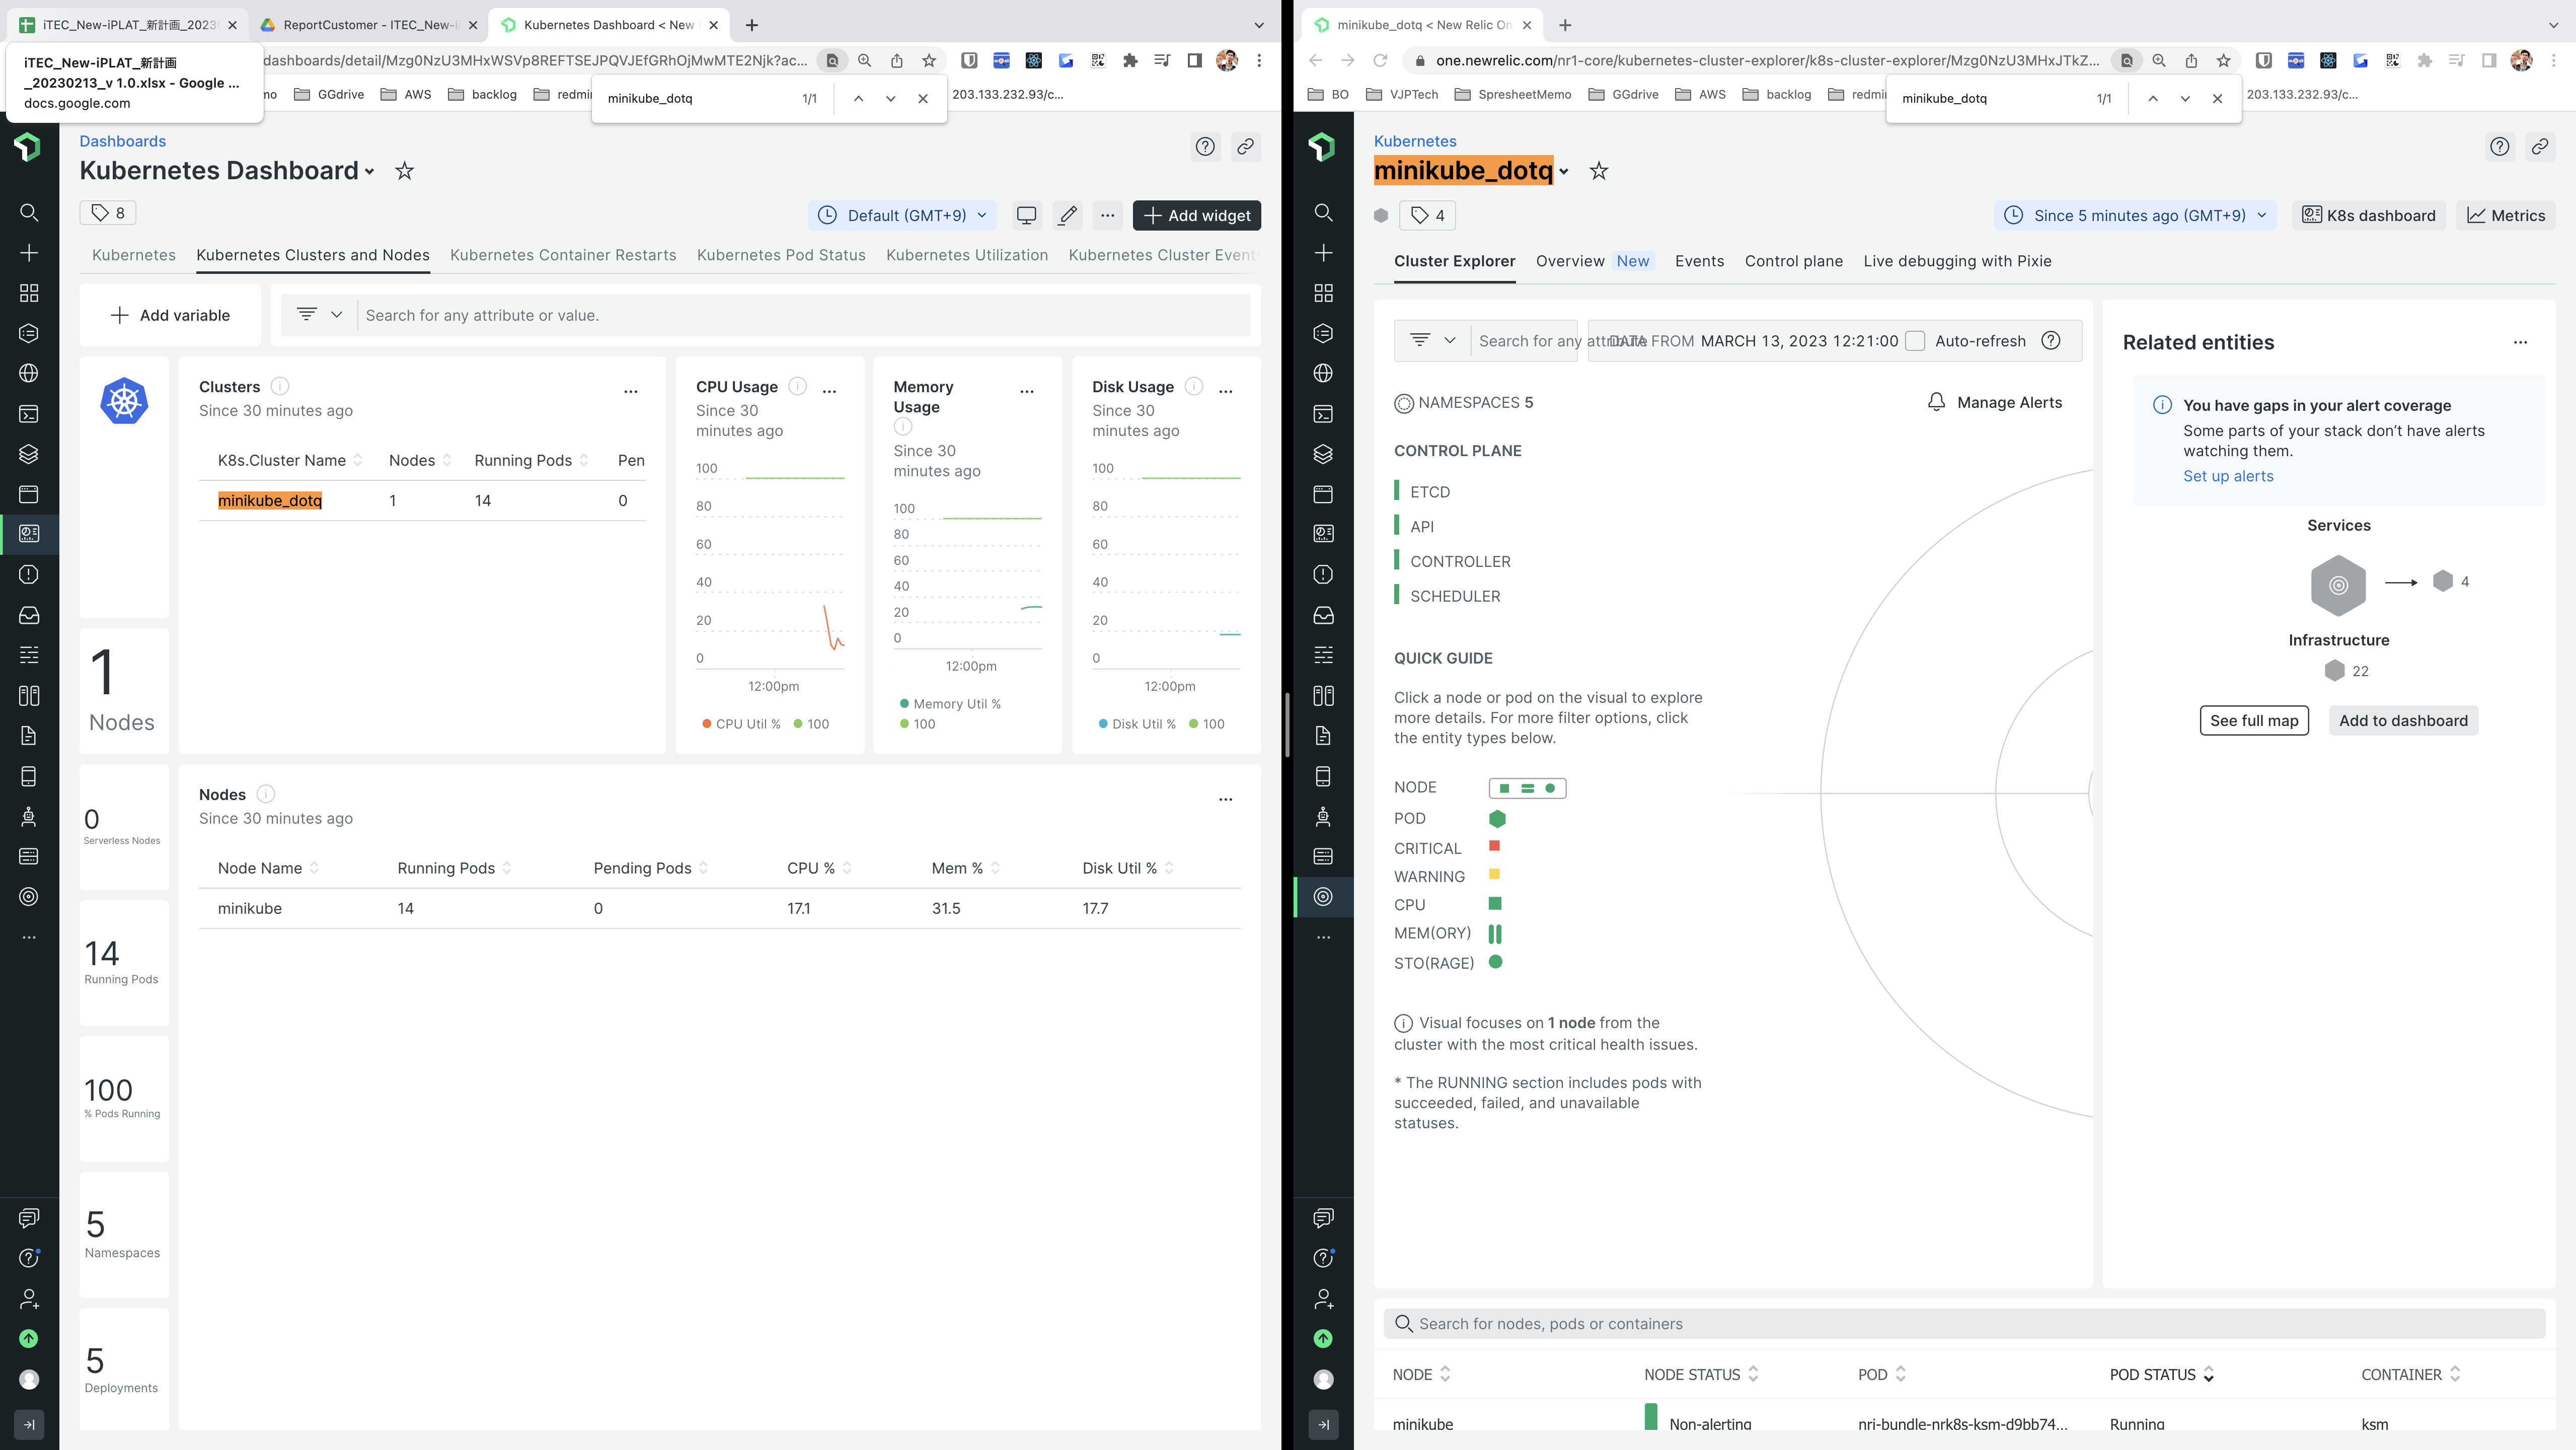 iTEC_New-iPLAT_新計画_2023
ReportCustomer - ITEC_New-i
Kubernetes Dashboard < New
iTEC_New-iPLAT_新計画
_20230213_v 1.0.xlsx - Google ...
docs.google.com
dashboards/detail/Mzg0NzU3MHxWSVp8REFTSEJPQVJEfGRhOjMwMTE2Njk?ac...
mo
GGdrive
AWS
backlog
redmi
203.133.232.93/c...
minikube_dotq 1/1
Dashboards
Kubernetes Dashboard
8
Default (GMT+9)
Add widget
Kubernetes
Kubernetes Clusters and Nodes
Kubernetes Container Restarts
Kubernetes Pod Status
Kubernetes Utilization
Kubernetes Cluster Event
Add variable
Search for any attribute or value.
Clusters
Since 30 minutes ago
K8s.Cluster Name Nodes Running Pods Pen
minikube_dotq 1 14 0
CPU Usage
Since 30
minutes ago
100
80
60
40
20
0
12:00pm
CPU Util % 100
Memory
Usage
Since 30
minutes ago
100
80
60
40
20
0
12:00pm
Memory Util %
100
Disk Usage
Since 30
minutes ago
100
80
60
40
20
0
12:00pm
Disk Util % 100
1
Nodes
0
Serverless Nodes
14
Running Pods
100
% Pods Running
5
Namespaces
5
Deployments
Nodes
Since 30 minutes ago
Node Name Running Pods Pending Pods CPU % Mem % Disk Util %
minikube 14 0 17.1 31.5 17.7
minikube_dotq < New Relic On
one.newrelic.com/nr1-core/kubernetes-cluster-explorer/k8s-cluster-explorer/Mzg0NzU3MHxJTkZ...
BO
VJPTech
SpresheetMemo
GGdrive
AWS
backlog
redmi
203.133.232.93/c...
minikube_dotq 1/1
Kubernetes
minikube_dotq
4
Since 5 minutes ago (GMT+9)
K8s dashboard
Metrics
Cluster Explorer
Overview New
Events
Control plane
Live debugging with Pixie
Search for any attribute
DATA FROM MARCH 13, 2023 12:21:00
Auto-refresh
NAMESPACES 5
Manage Alerts
CONTROL PLANE
ETCD
API
CONTROLLER
SCHEDULER
QUICK GUIDE
Click a node or pod on the visual to explore
more details. For more filter options, click
the entity types below.
NODE
POD
CRITICAL
WARNING
CPU
MEM(ORY)
STO(RAGE)
Visual focuses on 1 node from the
cluster with the most critical health issues.
* The RUNNING section includes pods with
succeeded, failed, and unavailable
statuses.
Related entities
You have gaps in your alert coverage
Some parts of your stack don't have alerts
watching them.
Set up alerts
Services
4
Infrastructure
22
See full map
Add to dashboard
Search for nodes, pods or containers
NODE NODE STATUS POD POD STATUS CONTAINER
minikube Non-alerting nri-bundle-nrk8s-ksm-d9bb74... Running ksm